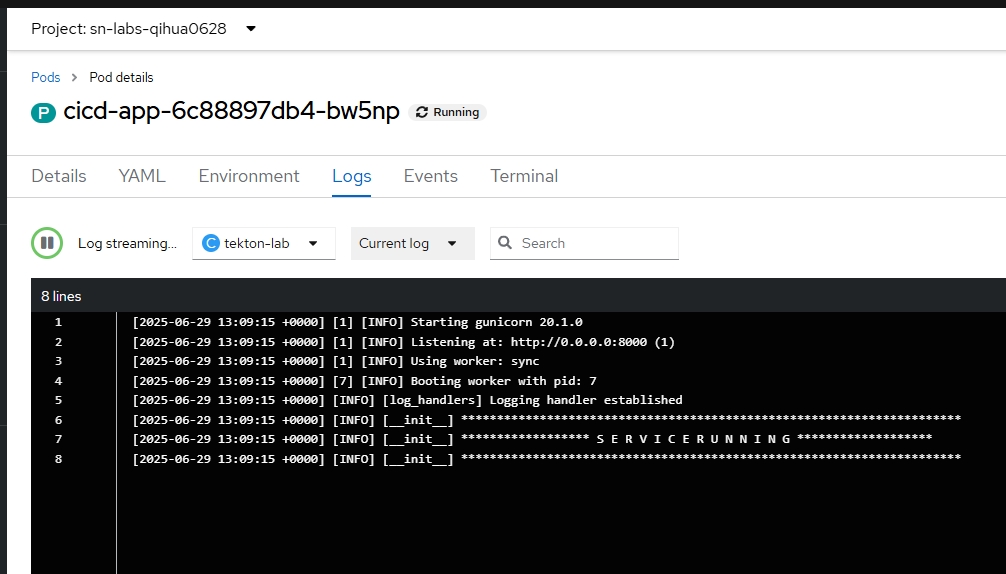 Project: sn-labs-qihua0628
Pods > Pod details
P cicd-app-6c88897db4-bw5np Running
Details YAML Environment Logs Events Terminal
Log streaming... C tekton-lab Current log Search
8 lines
1 [2025-06-29 13:09:15 +0000] [1] [INFO] Starting gunicorn 20.1.0
2 [2025-06-29 13:09:15 +0000] [1] [INFO] Listening at: http://0.0.0.0:8000 (1)
3 [2025-06-29 13:09:15 +0000] [1] [INFO] Using worker: sync
4 [2025-06-29 13:09:15 +0000] [7] [INFO] Booting worker with pid: 7
5 [2025-06-29 13:09:15 +0000] [INFO] [log_handlers] Logging handler established
6 [2025-06-29 13:09:15 +0000] [INFO] [__init__] **********************************************************************
7 [2025-06-29 13:09:15 +0000] [INFO] [__init__] ****************** S E R V I C E R U N N I N G *******************
8 [2025-06-29 13:09:15 +0000] [INFO] [__init__] **********************************************************************